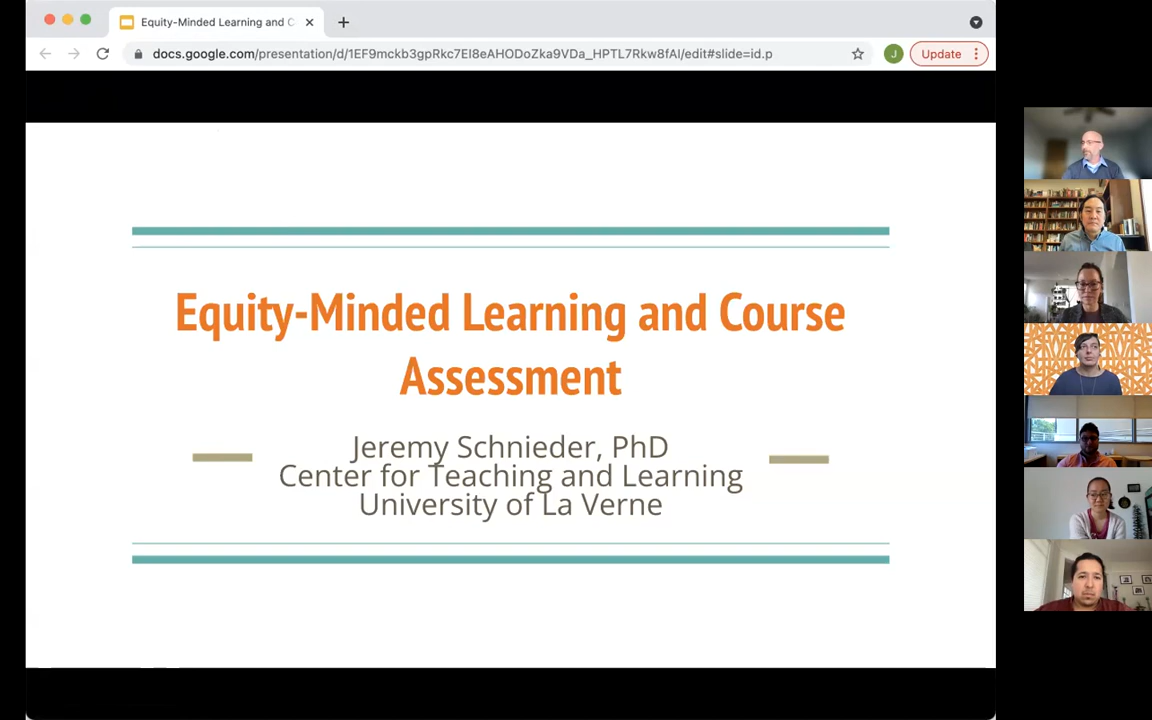 Equity-Minded Learning and C
docs.google.com/presentation/d/1EF9mckb3gpRkc7EI8eAHODoZka9VDa_HPTL7Rkw8fAI/edit#slide=id.p
J
Update
Equity-Minded Learning and Course
Assessment
Jeremy Schnieder, PhD
Center for Teaching and Learning
University of La Verne